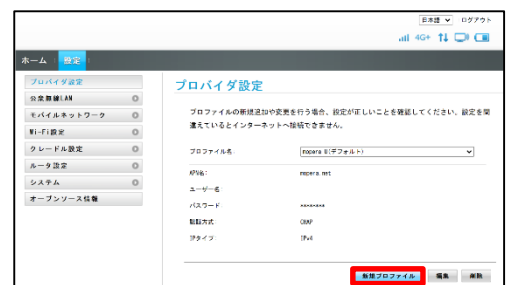 日本語 ログアウト
4G+
ホーム 設定
プロバイダ設定
公衆無線LAN
モバイルネットワーク
Wi-Fi設定
クレードル設定
ルータ設定
システム
オープンソース情報
プロバイダ設定
プロファイルの新規追加や変更を行う場合、設定が正しいことを確認してください。設定を間
違えているとインターネットへ接続できません。
プロファイル名: mopera U(デフォルト)
APN名: mopera.net
ユーザー名
パスワード ********
認証方式 CHAP
IPタイプ IPv4
新規プロファイル 編集 削除